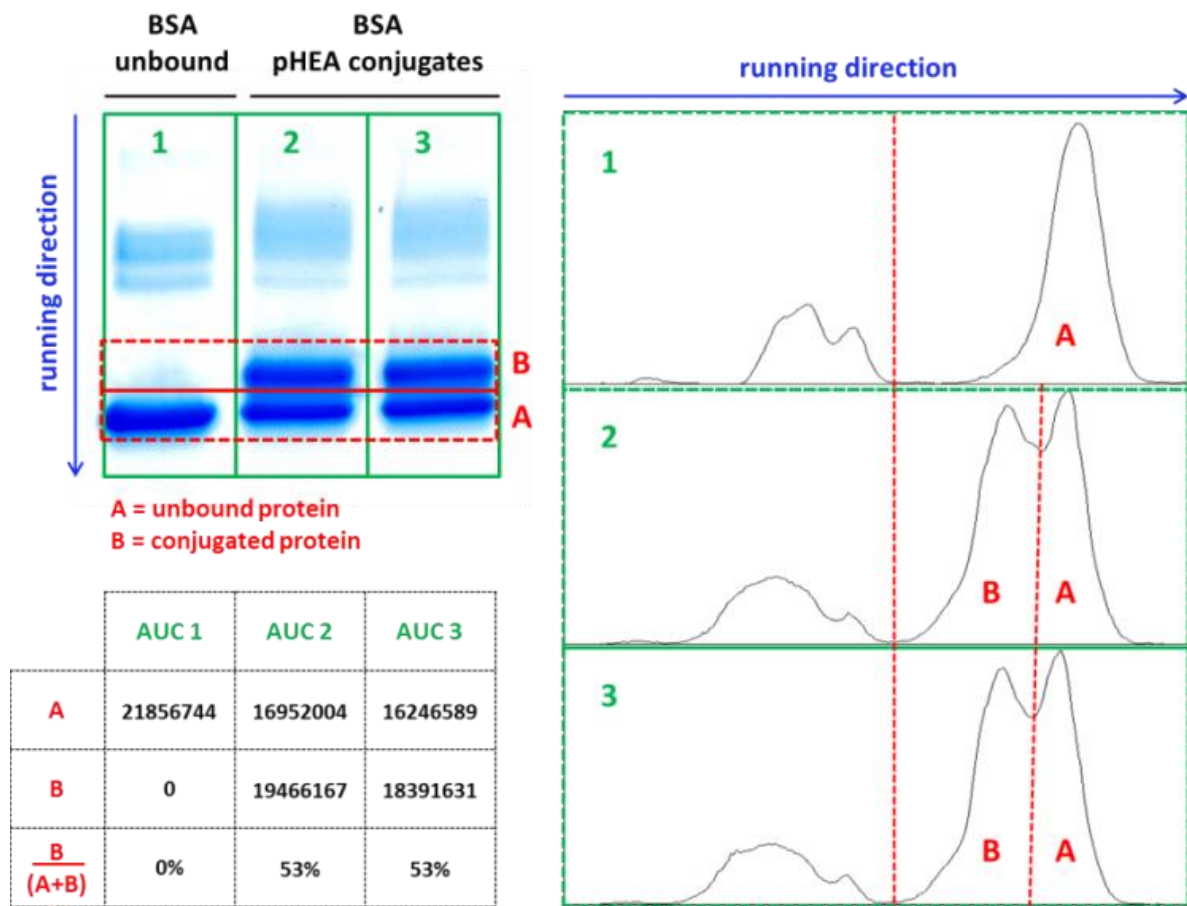 BSA
unbound
BSA
pHEA conjugates
running direction
1
2
3
B
A
A = unbound protein
B = conjugated protein
running direction
1
A
2
B
A
3
B
A
AUC 1
AUC 2
AUC 3
A
21856744
16952004
16246589
B
0
19466167
18391631
B
(A+B)
0%
53%
53%